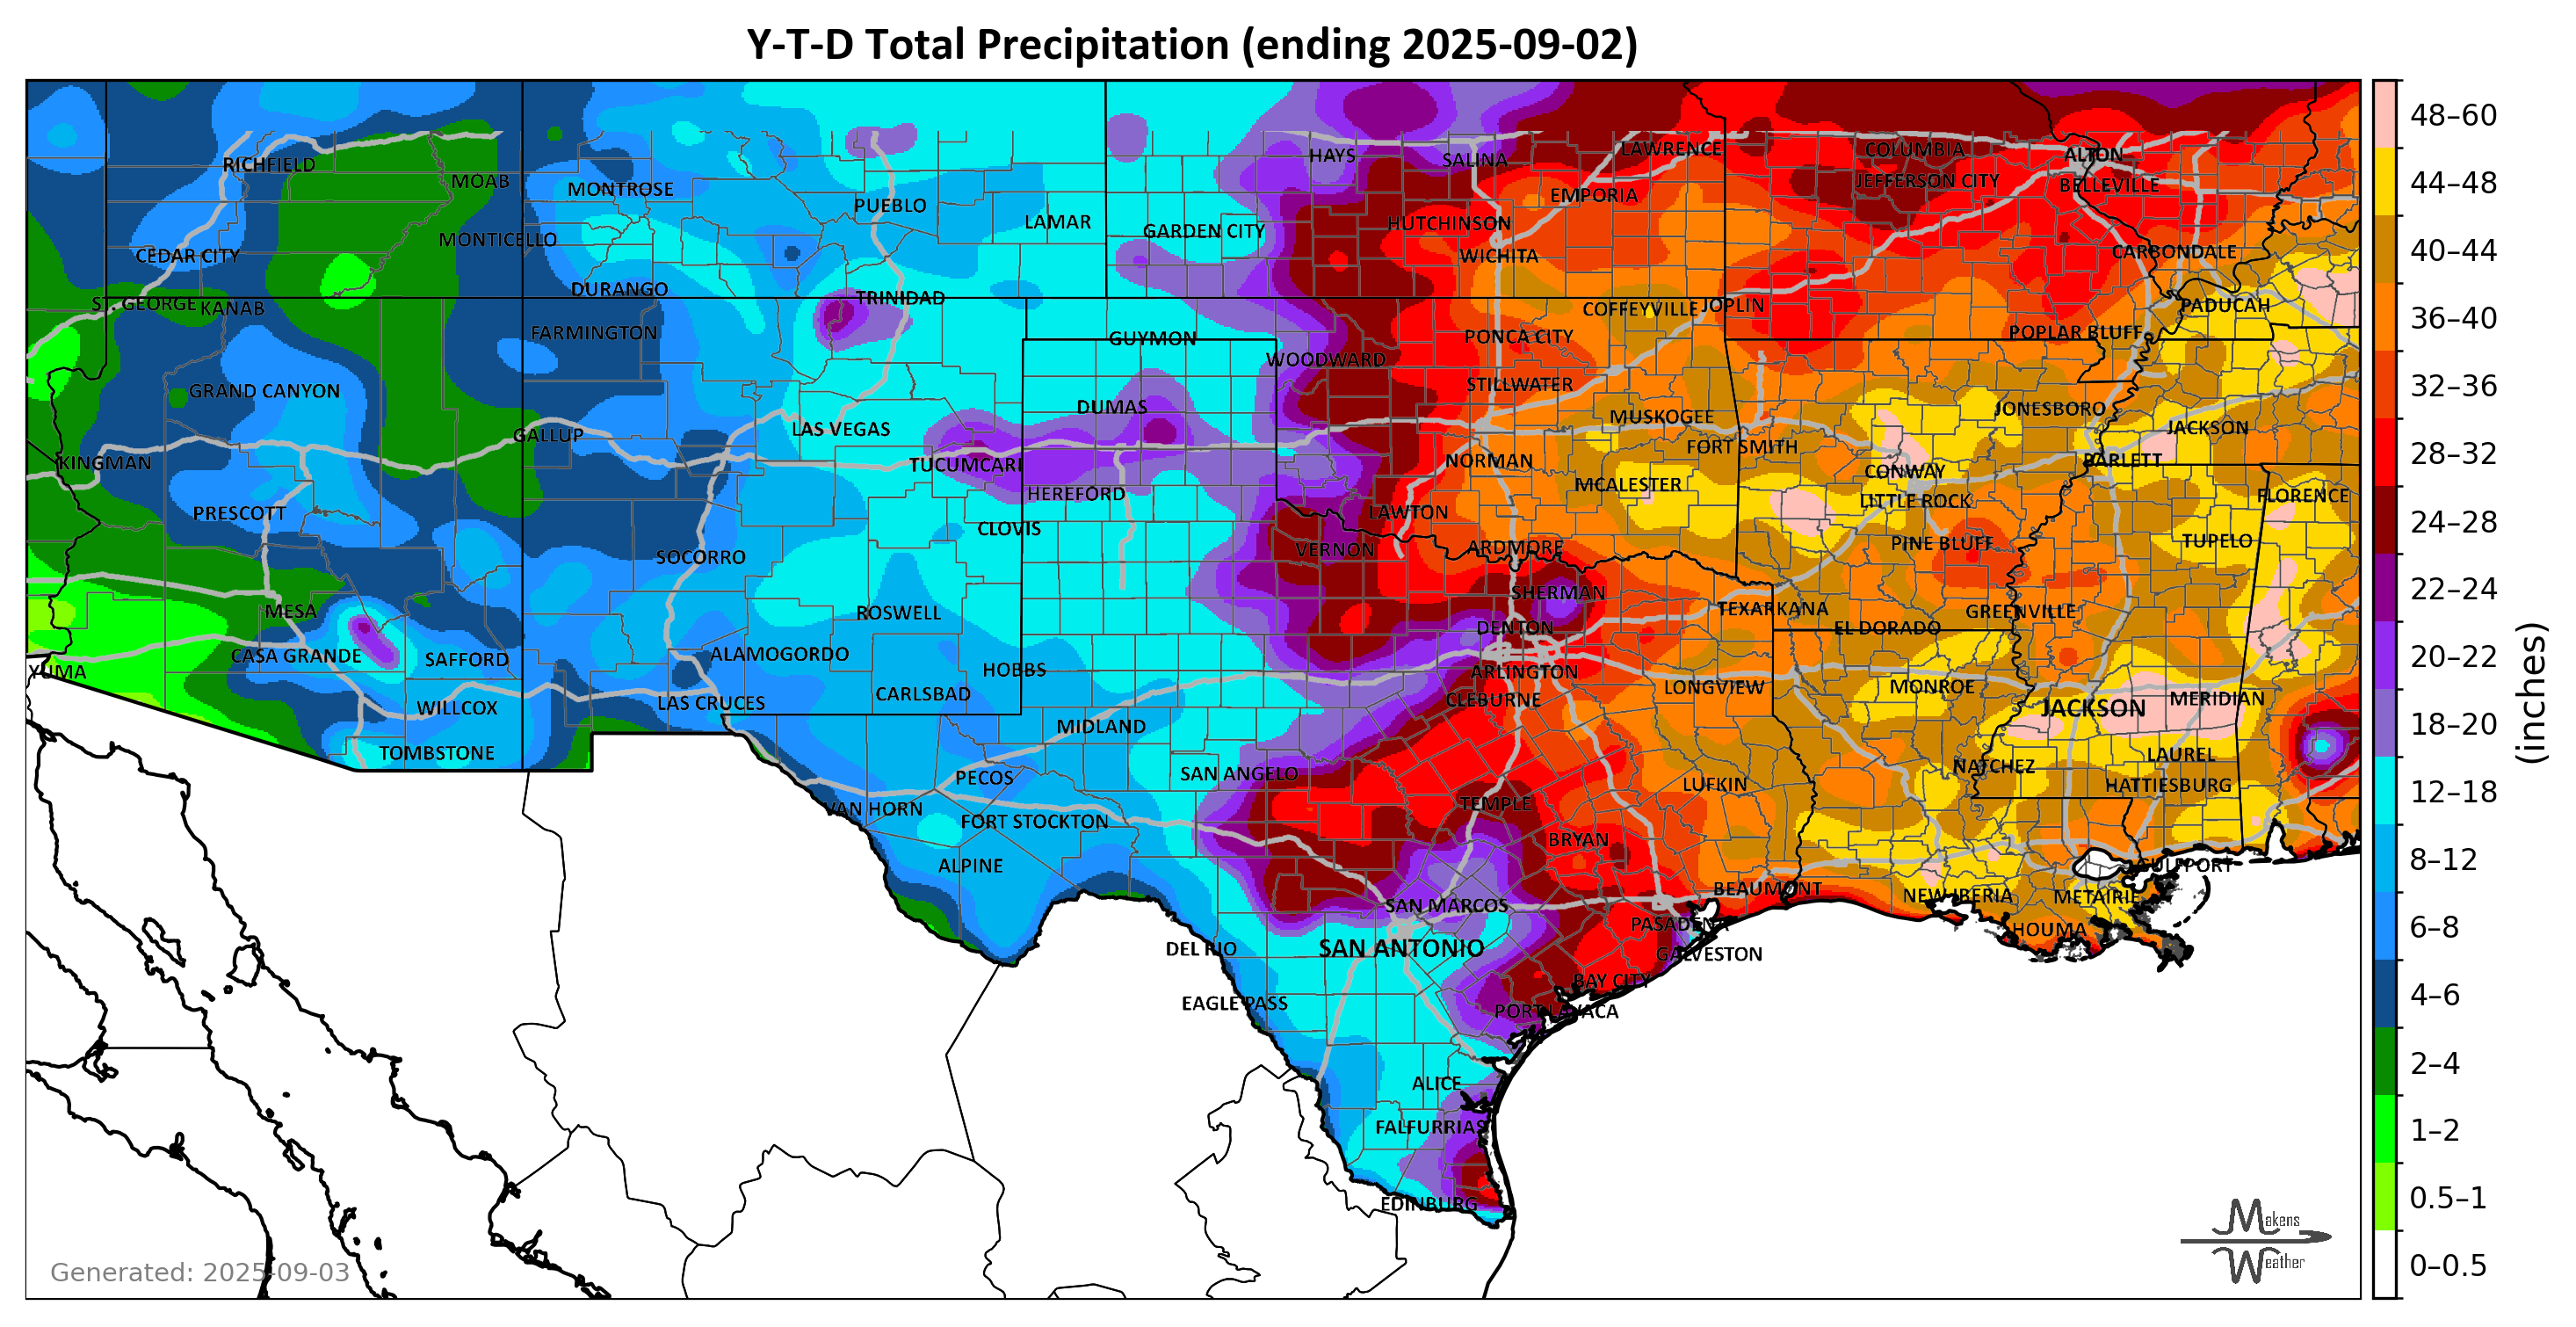 Y-T-D Total Precipitation (ending 2025-09-02)
HAYS
SALINA
LAWRENCE
COLUMBIA
ALTON
RICHFIELD
MOAB
MONTROSE
JEFFERSON CITY
BELLEVILLE
PUEBLO
EMPORIA
LAMAR
GARDEN CITY
HUTCHINSON
MONTICELLO
CEDAR CITY
WICHITA
CARBONDALE
DURANGO
TRINIDAD
ST. GEORGE
KANAB
COFFEYVILLE
JOPLIN
PADUCAH
FARMINGTON
GUYMON
PONCA CITY
POPLAR BLUFF
WOODWARD
STILLWATER
GRAND CANYON
DUMAS
MUSKOGEE
JONESBORO
GALLUP
LAS VEGAS
FORT SMITH
JACKSON
KINGMAN
TUCUMCARI
NORMAN
CONWAY
BARLETT
HEREFORD
MCALESTER
LITTLE ROCK
FLORENCE
PRESCOTT
LAWTON
CLOVIS
SOCORRO
VERNON
ARDMORE
PINE BLUFF
TUPELO
MESA
ROSWELL
SHERMAN
TEXARKANA
GREENVILLE
DENTON
EL DORADO
CASA GRANDE
SAFFORD
ALAMOGORDO
YUMA
HOBBS
ARLINGTON
WILLCOX
LAS CRUCES
CARLSBAD
CLEBURNE
LONGVIEW
MONROE
JACKSON
MERIDIAN
MIDLAND
TOMBSTONE
PECOS
SAN ANGELO
LUFKIN
NATCHEZ
LAUREL
HATTIESBURG
VAN HORN
FORT STOCKTON
TEMPLE
BRYAN
ALPINE
GULFPORT
SAN MARCOS
BEAUMONT
NEW IBERIA
METAIRIE
DEL RIO
SAN ANTONIO
PASADENA
GALVESTON
HOUMA
EAGLE PASS
BAY CITY
PORT LAVACA
ALICE
FALFURRIAS
EDINBURG
Generated: 2025-09-03
Makens
Weather
48–60
44–48
40–44
36–40
32–36
28–32
24–28
22–24
20–22
18–20
12–18
8–12
6–8
4–6
2–4
1–2
0.5–1
0–0.5
(inches)